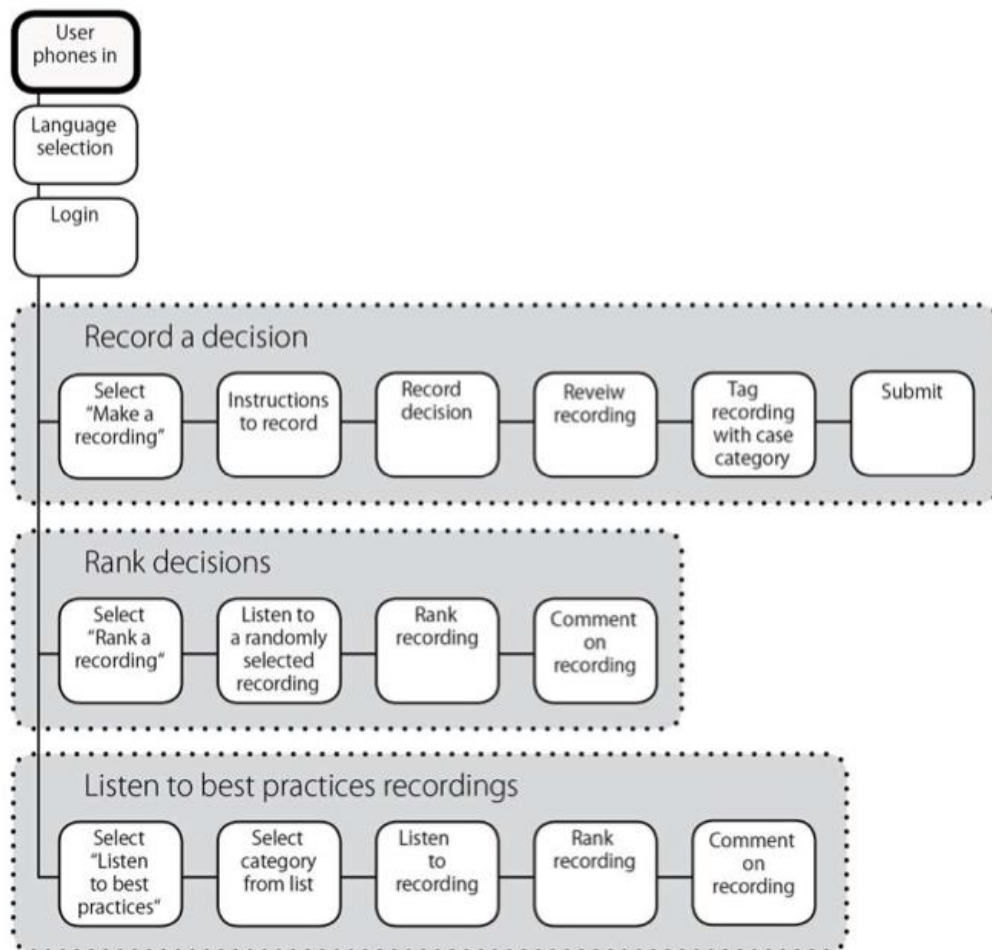 User
phones in
Language
selection
Login
Record a decision
Select
“Make a
recording”
Instructions
to record
Record
decision
Reveiw
recording
Tag
recording
with case
category
Submit
Rank decisions
Select
“Rank a
recording”
Listen to
a randomly
selected
recording
Rank
recording
Comment
on
recording
Listen to best practices recordings
Select
“Listen
to best
practices”
Select
category
from list
Listen
to
recording
Rank
recording
Comment
on
recording